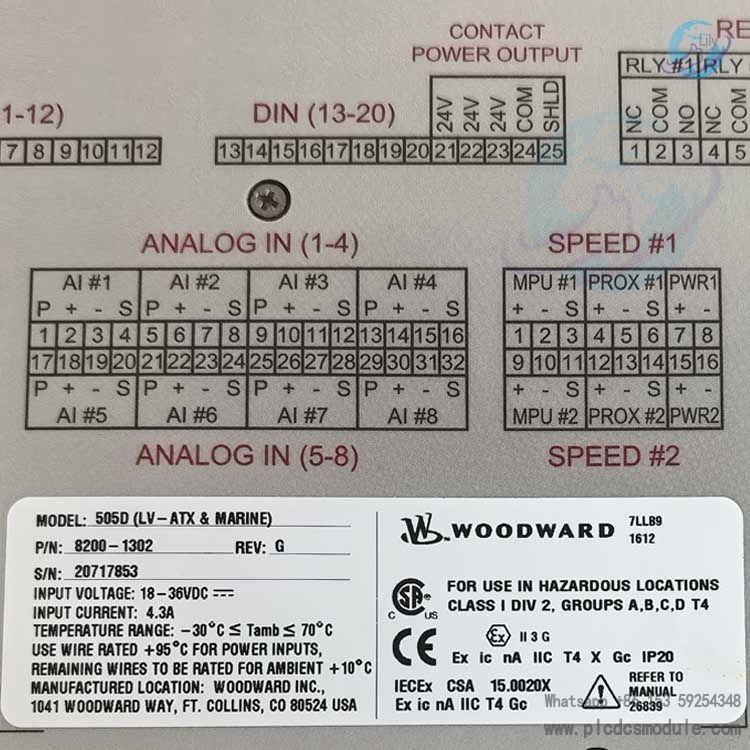 CONTACT
POWER OUTPUT
RE
Lily
RLY #1 RLY
1-12) DIN (13-20) 24V 24V 24V COM SHLD NC COM NO NC COM
7 8 9 10 11 12 13 14 15 16 17 18 19 20 21 22 23 24 25 1 2 3 4 5
ANALOG IN (1-4) SPEED #1
AI #1 AI #2 AI #3 AI #4 MPU #1 PROX #1 PWR1
P + - S P + - S P + - S P + - S + - S + - S + -
1 2 3 4 5 6 7 8 9 10 11 12 13 14 15 16 1 2 3 4 5 6 7 8
17 18 19 20 21 22 23 24 25 26 27 28 29 30 31 32 9 10 11 12 13 14 15 16
P + - S P + - S P + - S P + - S + - S + - S + -
AI #5 AI #6 AI #7 AI #8 MPU #2 PROX #2 PWR2
ANALOG IN (5-8) SPEED #2
MODEL: 505D (LV-ATX & MARINE)
P/N: 8200-1302 REV: G
S/N: 20717853
INPUT VOLTAGE: 18-36VDC ⎓
INPUT CURRENT: 4.3A
TEMPERATURE RANGE: -30°C ≤ Tamb ≤ 70°C
USE WIRE RATED +95°C FOR POWER INPUTS,
REMAINING WIRES TO BE RATED FOR AMBIENT +10°C
MANUFACTURED LOCATION: WOODWARD INC.,
1041 WOODWARD WAY, FT. COLLINS, CO 80524 USA
W WOODWARD 7LLB9
1612
CSA C US
FOR USE IN HAZARDOUS LOCATIONS
CLASS I DIV 2, GROUPS A,B,C,D T4
CE Ex II 3 G
Ex ic nA IIC T4 X Gc IP20
IECEx CSA 15.0020X
Ex ic nA IIC T4 Gc
REFER TO
MANUAL
26839
Whatsapp +86 153 59254348
www.plcdcsmodule.com